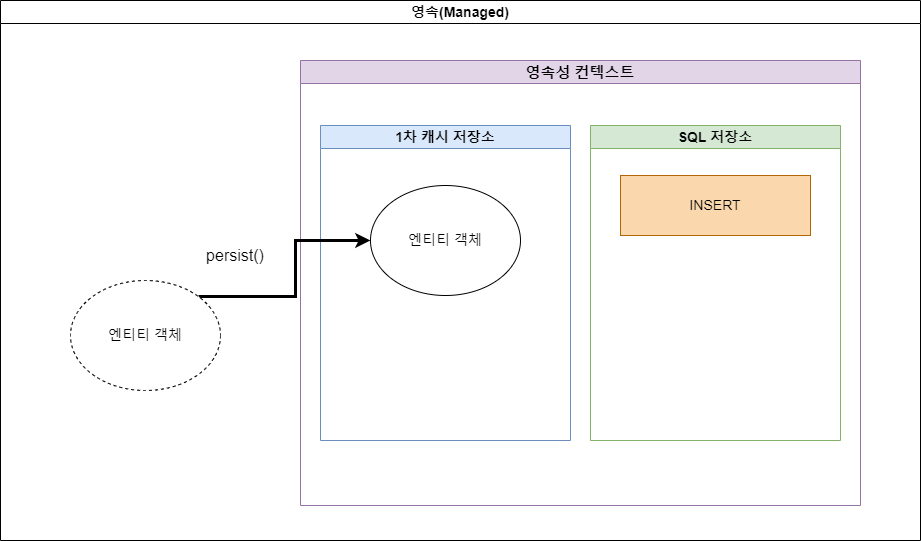 영속(Managed)
영속성 컨텍스트
1차 캐시 저장소
SQL 저장소
INSERT
엔티티 객체
persist()
엔티티 객체